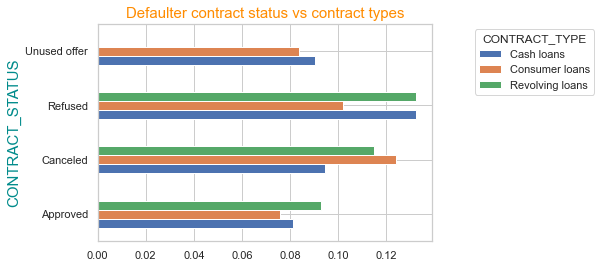 Defaulter contract status vs contract types
CONTRACT_STATUS
Unused offer
Refused
Canceled
Approved
0.00 0.02 0.04 0.06 0.08 0.10 0.12
CONTRACT_TYPE
Cash loans
Consumer loans
Revolving loans